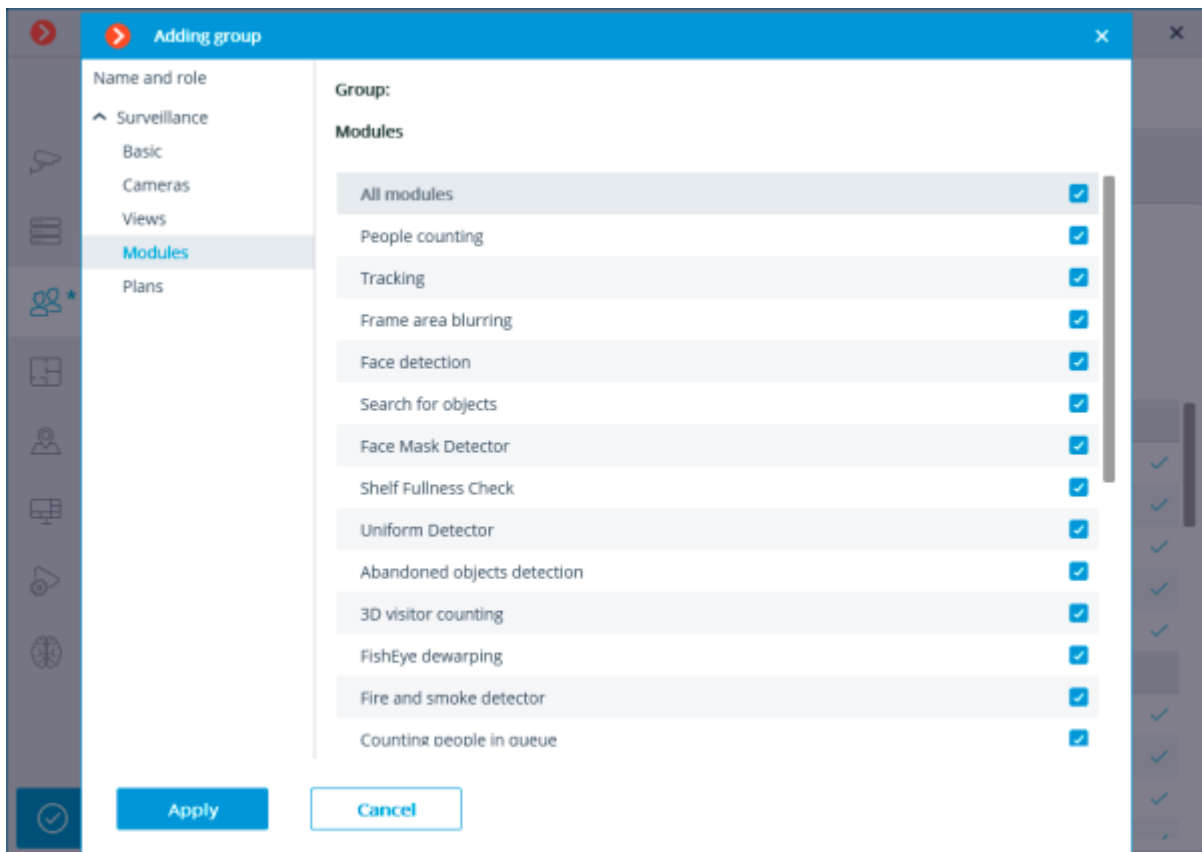 Adding group
Name and role
Surveillance
Basic
Cameras
Views
Modules
Plans
Group:
Modules
All modules
People counting
Tracking
Frame area blurring
Face detection
Search for objects
Face Mask Detector
Shelf Fullness Check
Uniform Detector
Abandoned objects detection
3D visitor counting
FishEye dewarping
Fire and smoke detector
Counting people in queue
Apply
Cancel